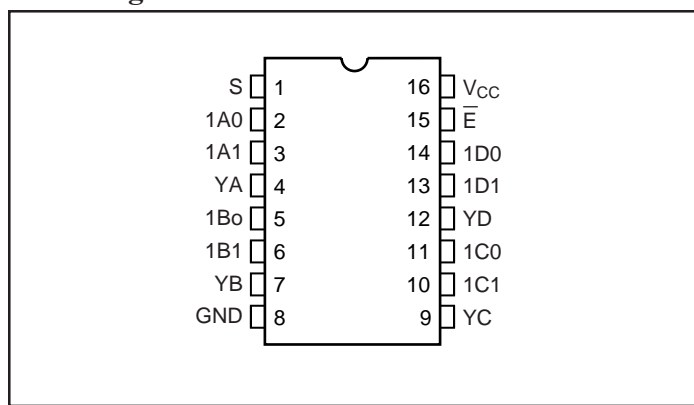 S 1 16 VCC
1A0 2 15 E̅
1A1 3 14 1D0
YA 4 13 1D1
1Bo 5 12 YD
1B1 6 11 1C0
YB 7 10 1C1
GND 8 9 YC